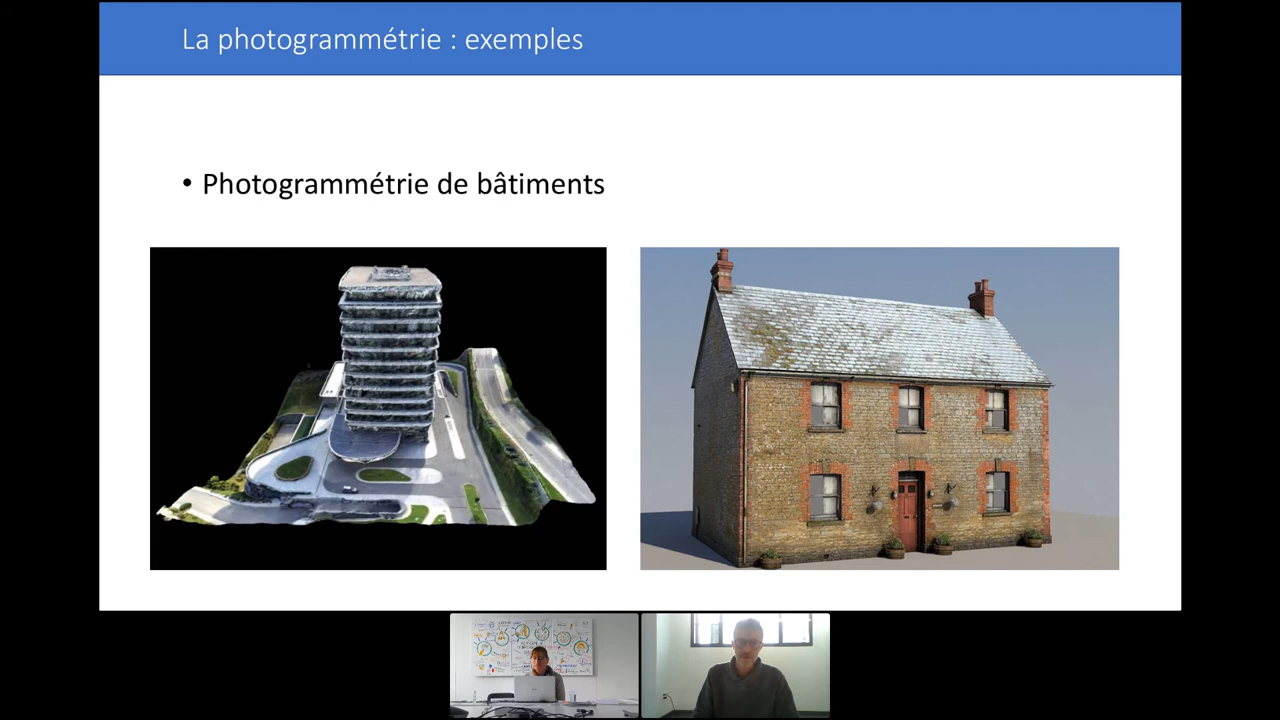 La photogrammétrie : exemples
• Photogrammétrie de bâtiments